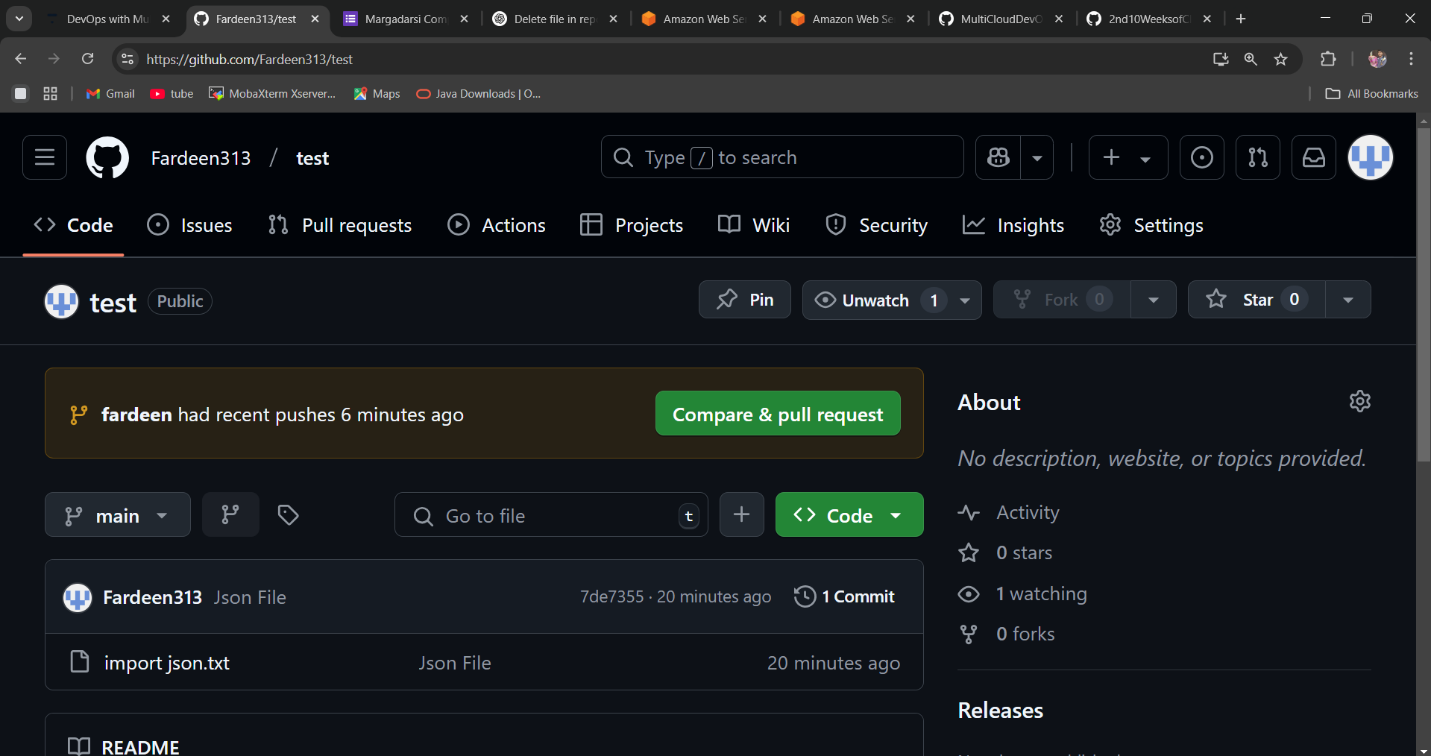 DevOps with Mu
Fardeen313/test
Margadarsi Com
Delete file in rep
Amazon Web Se
Amazon Web Se
MultiCloudDevO
2nd10WeeksofCl
https://github.com/Fardeen313/test
Gmail
tube
MobaXterm Xserver...
Maps
Java Downloads | O...
All Bookmarks
Fardeen313 / test
Type / to search
Code
Issues
Pull requests
Actions
Projects
Wiki
Security
Insights
Settings
test Public
Pin
Unwatch 1
Fork 0
Star 0
fardeen had recent pushes 6 minutes ago
Compare & pull request
main
Go to file
t
Code
Fardeen313 Json File
7de7355 · 20 minutes ago
1 Commit
import json.txt
Json File
20 minutes ago
README
About
No description, website, or topics provided.
Activity
0 stars
1 watching
0 forks
Releases